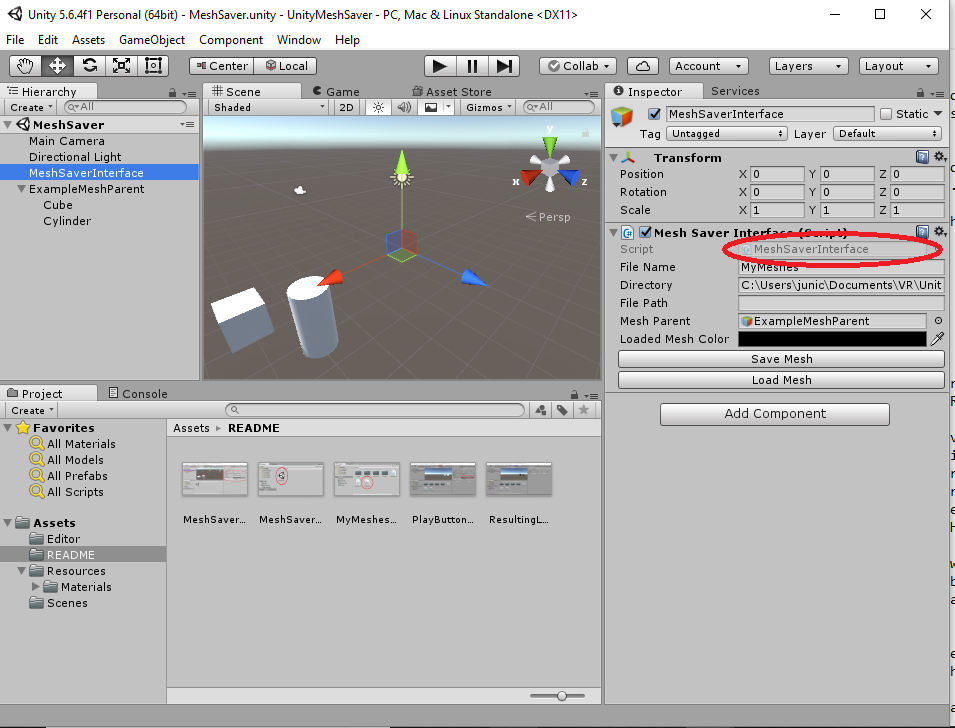 Unity 5.6.4f1 Personal (64bit) - MeshSaver.unity - UnityMeshSaver - PC, Mac & Linux Standalone <DX11>
File Edit Assets GameObject Component Window Help
Center Local Collab Account Layers Layout
Hierarchy
Create All
MeshSaver
Main Camera
Directional Light
MeshSaverInterface
ExampleMeshParent
Cube
Cylinder
Scene Game Asset Store
Shaded 2D Gizmos All
y
x
z
Persp
Inspector Services
MeshSaverInterface Static
Tag Untagged Layer Default
Transform
Position X 0 Y 0 Z 0
Rotation X 0 Y 0 Z 0
Scale X 1 Y 1 Z 1
Mesh Saver Interface (Script)
Script MeshSaverInterface
File Name MyMeshes
Directory C:\Users\junic\Documents\VR\Unit
File Path
Mesh Parent ExampleMeshParent
Loaded Mesh Color
Save Mesh
Load Mesh
Add Component
Project Console
Create
Favorites
All Materials
All Models
All Prefabs
All Scripts
Assets
Editor
README
Resources
Materials
Scenes
Assets README
MeshSaver... MeshSaver... MyMeshes... PlayButton... ResultingL...